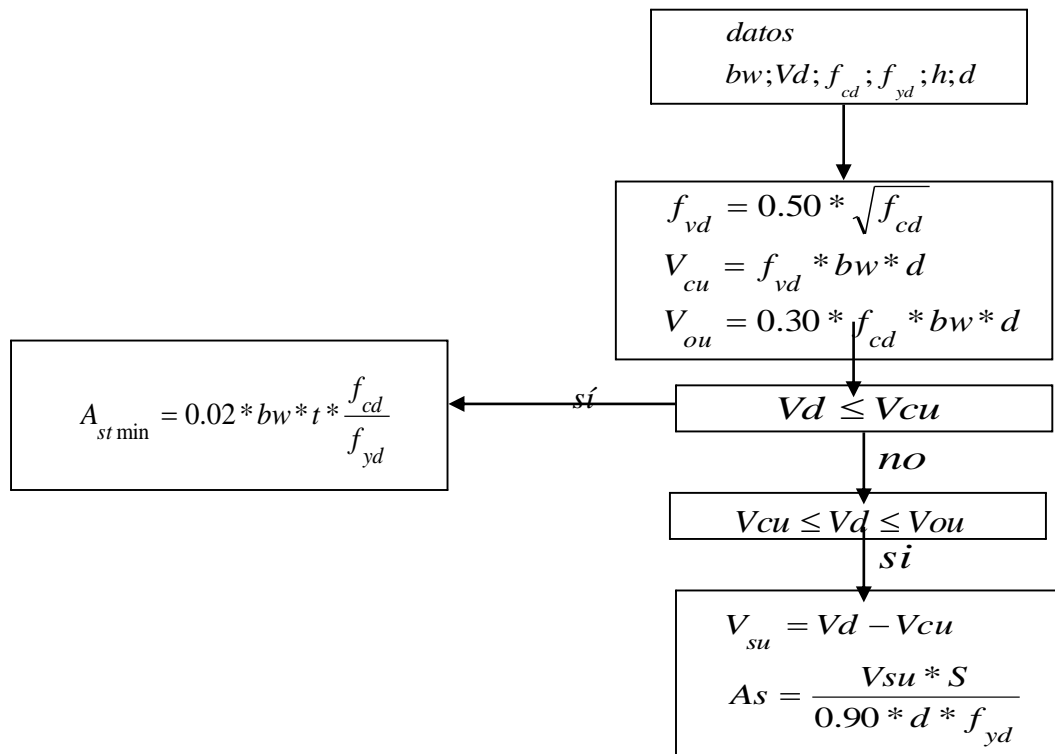 datos
bw;Vd; f_cd; f_yd; h; d
f_vd = 0.50 * √f_cd
V_cu = f_vd * bw * d
V_ou = 0.30 * f_cd * bw * d
Vd ≤ Vcu
sí
A_st min = 0.02 * bw * t * f_cd / f_yd
no
Vcu ≤ Vd ≤ Vou
si
V_su = Vd − Vcu
As = Vsu * S / 0.90 * d * f_yd